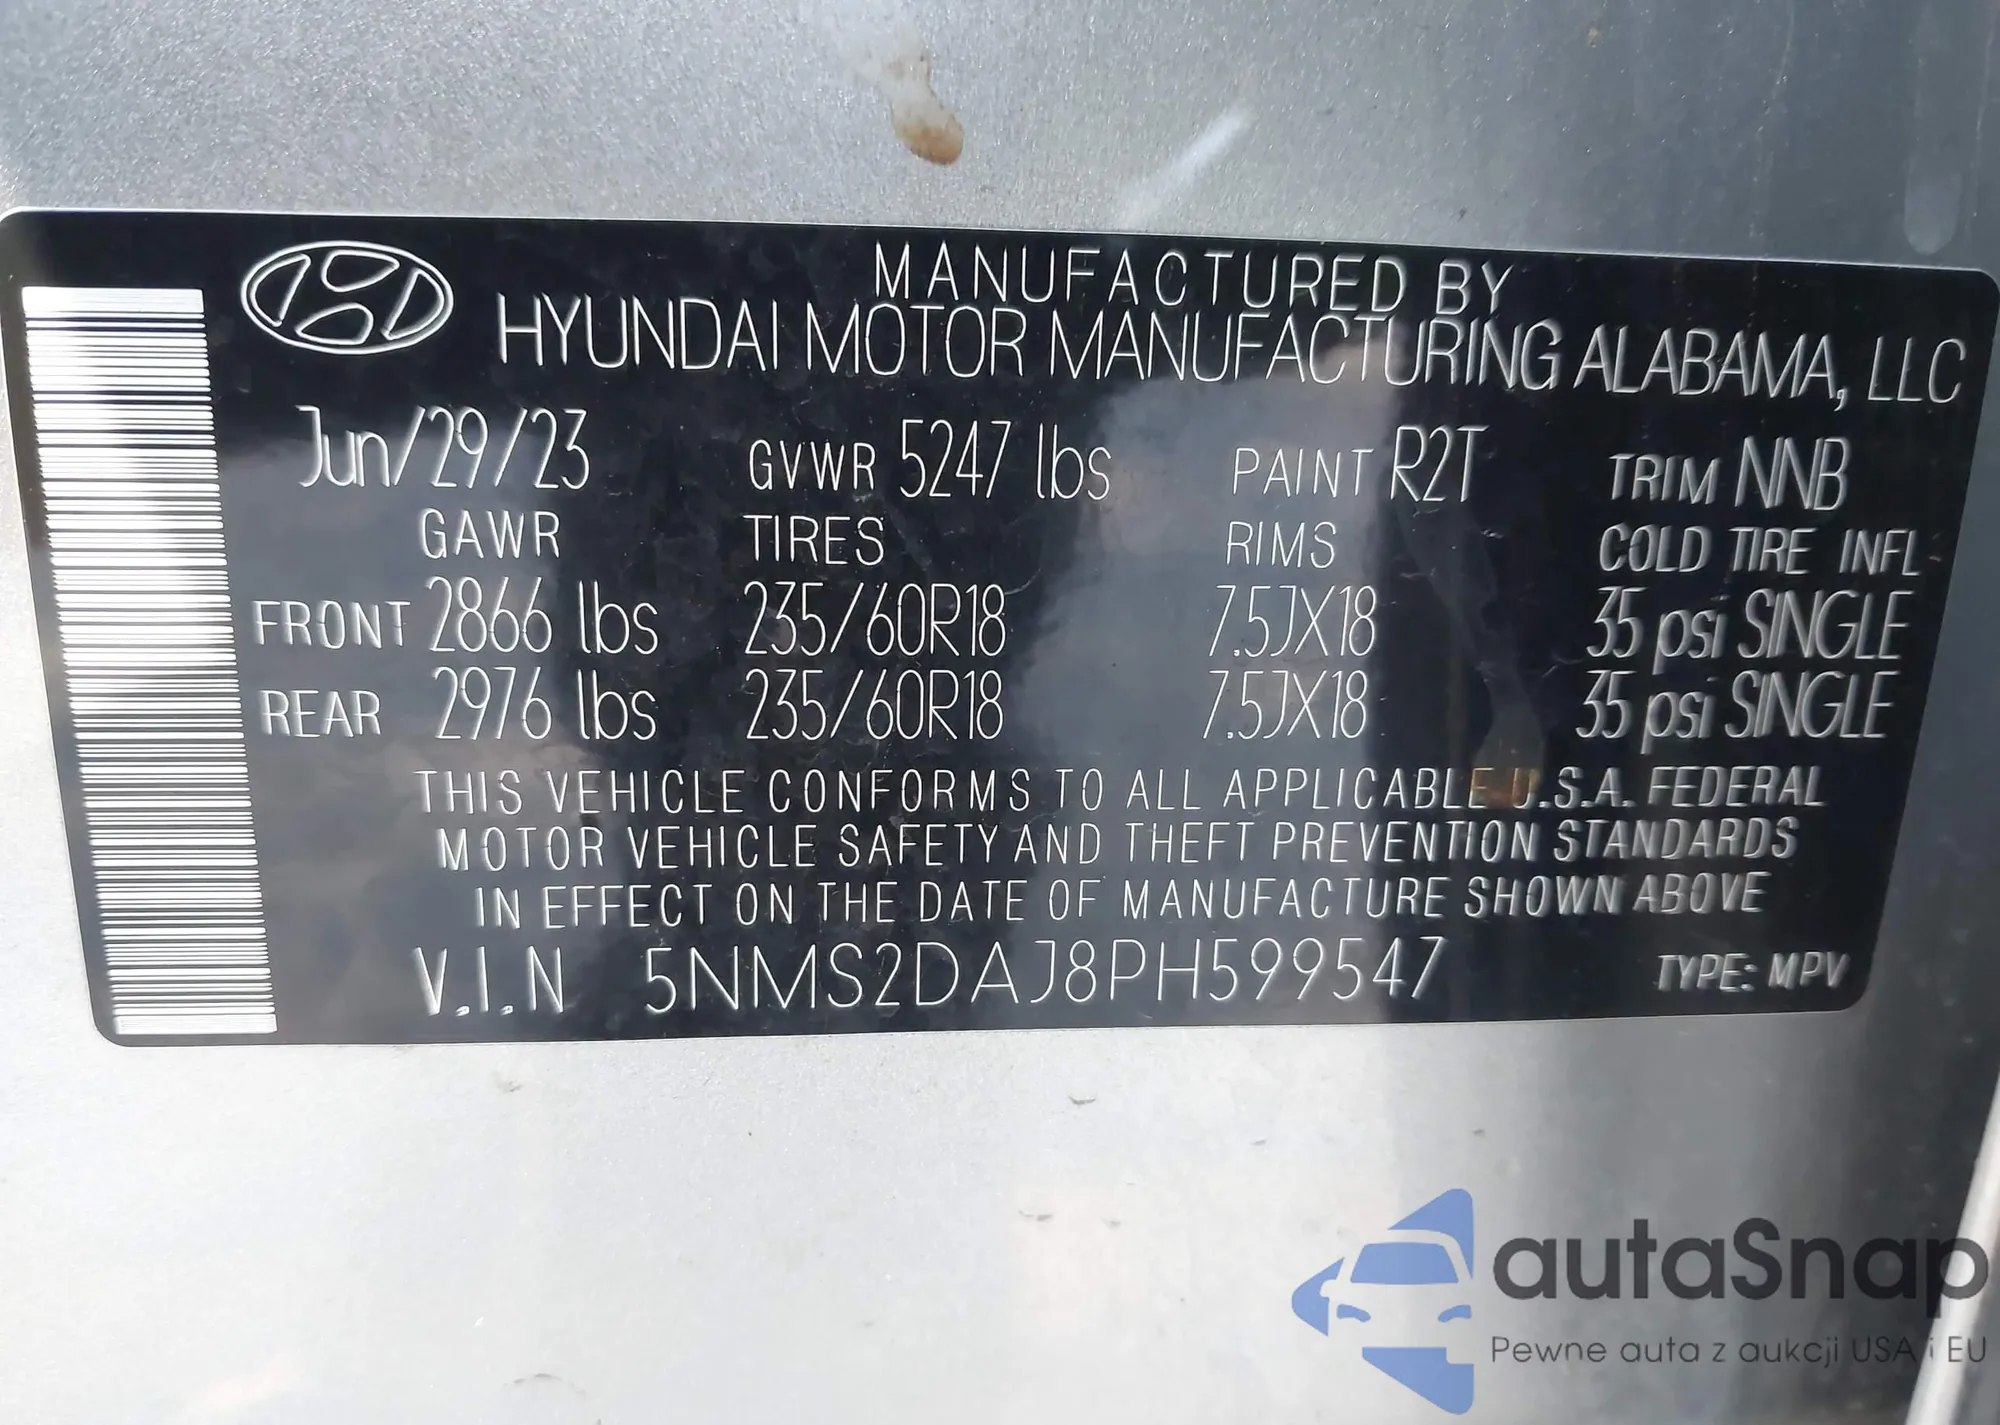 MANUFACTURED BY
HYUNDAI MOTOR MANUFACTURING ALABAMA, LLC
Jun/29/23 GVWR 5247 lbs PAINT R2T TRIM NNB
GAWR TIRES RIMS COLD TIRE INFL
FRONT 2866 lbs 235/60R18 7.5JX18 35 psi SINGLE
REAR 2976 lbs 235/60R18 7.5JX18 35 psi SINGLE
THIS VEHICLE CONFORMS TO ALL APPLICABLE U.S.A. FEDERAL
MOTOR VEHICLE SAFETY AND THEFT PREVENTION STANDARDS
IN EFFECT ON THE DATE OF MANUFACTURE SHOWN ABOVE
V.I.N 5NMS2DAJ8PH599547 TYPE: MPV
autaSnap
Pewne auta z aukcji USA i EU